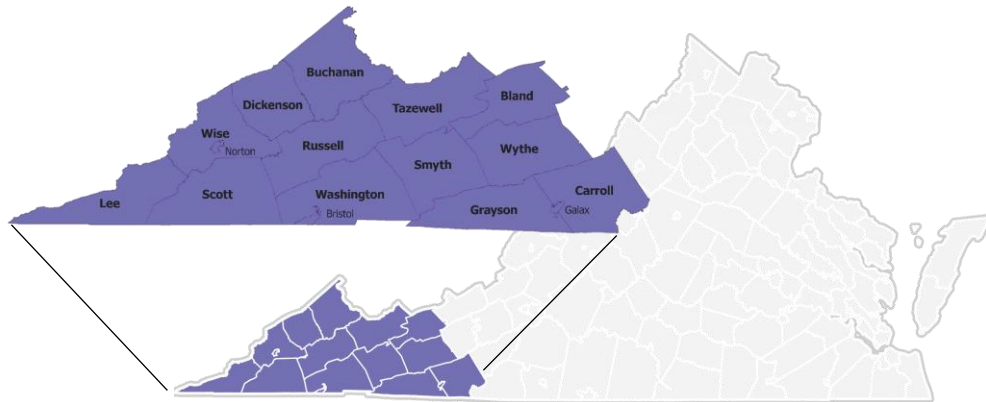 Buchanan
Bland
Dickenson
Tazewell
Wise
Norton
Russell
Wythe
Smyth
Carroll
Scott
Washington
Lee
Grayson
Galax
Bristol